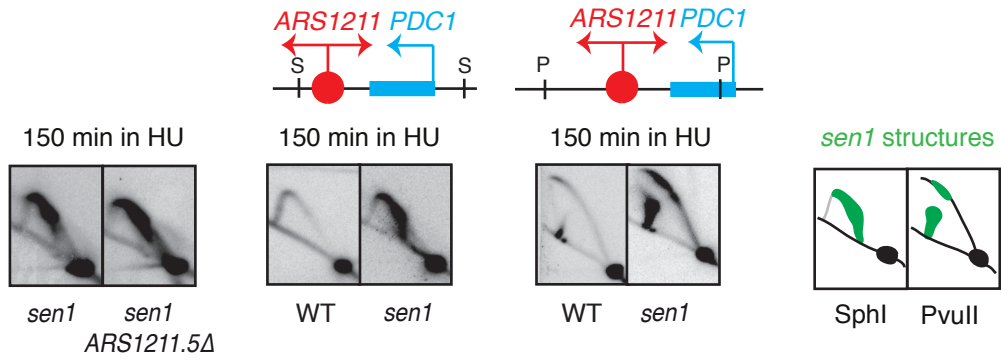 ARS1211 PDC1
S S
ARS1211 PDC1
P P
150 min in HU
150 min in HU
150 min in HU
sen1 structures
sen1 sen1
ARS1211.5Δ
WT sen1
WT sen1
SphI PvuII